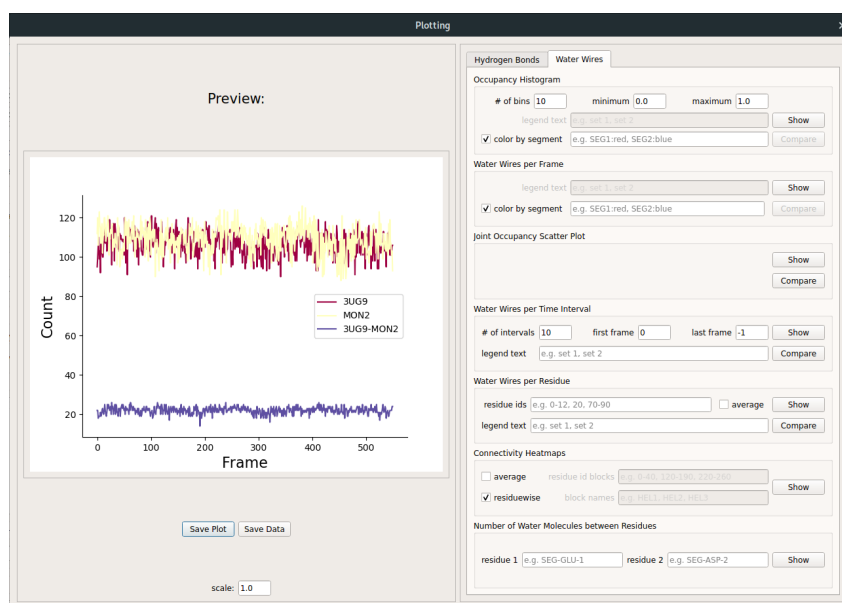 Plotting
Preview:
120
100
80
60
40
20
Count
3UG9
MON2
3UG9-MON2
0 100 200 300 400 500
Frame
Save Plot Save Data
scale: 1.0
Hydrogen Bonds Water Wires
Occupancy Histogram
# of bins 10 minimum 0.0 maximum 1.0
legend text e.g. set 1, set 2 Show
color by segment e.g. SEG1:red, SEG2:blue Compare
Water Wires per Frame
legend text e.g. set 1, set 2 Show
color by segment e.g. SEG1:red, SEG2:blue Compare
Joint Occupancy Scatter Plot
Show
Compare
Water Wires per Time Interval
# of intervals 10 first frame 0 last frame -1 Show
legend text e.g. set 1, set 2 Compare
Water Wires per Residue
residue ids e.g. 0-12, 20, 70-90 average Show
legend text e.g. set 1, set 2 Compare
Connectivity Heatmaps
average residue id blocks e.g. 0-40, 120-190, 220-260
Show
residuewise block names e.g. HEL1, HEL2, HEL3
Number of Water Molecules between Residues
residue 1 e.g. SEG-GLU-1 residue 2 e.g. SEG-ASP-2 Show